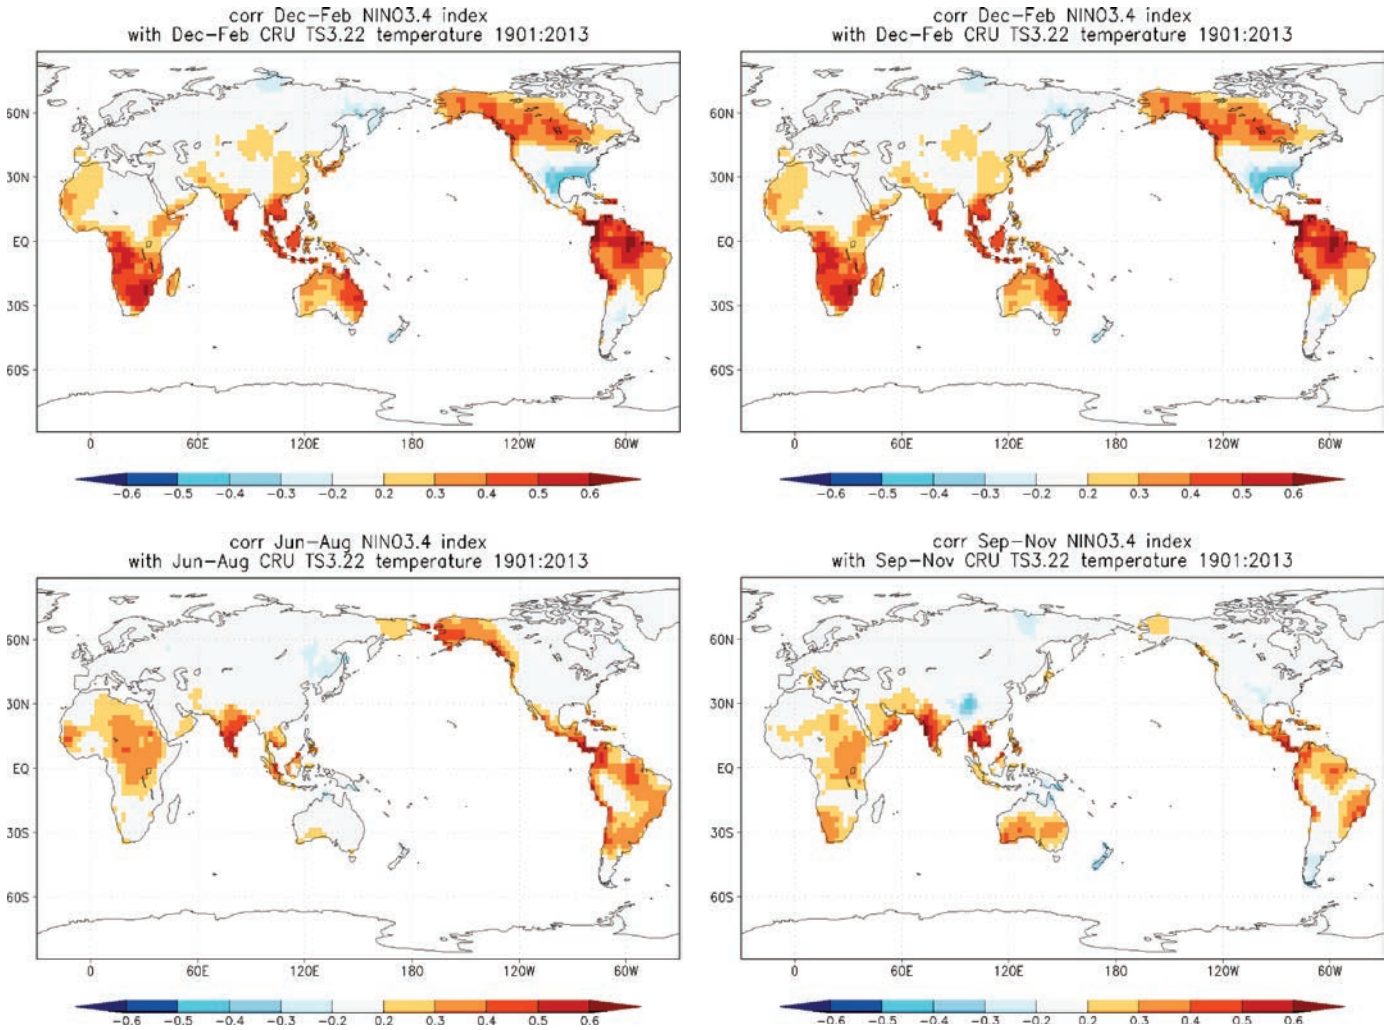 corr Dec-Feb NINO3.4 index
with Dec-Feb CRU TS3.22 temperature 1901:2013
60N
30N
EQ
30S
60S
0 60E 120E 180 120W 60W
-0.6 -0.5 -0.4 -0.3 -0.2 0.2 0.3 0.4 0.5 0.6
corr Dec-Feb NINO3.4 index
with Dec-Feb CRU TS3.22 temperature 1901:2013
60N
30N
EQ
30S
60S
0 60E 120E 180 120W 60W
-0.6 -0.5 -0.4 -0.3 -0.2 0.2 0.3 0.4 0.5 0.6
corr Jun-Aug NINO3.4 index
with Jun-Aug CRU TS3.22 temperature 1901:2013
60N
30N
EQ
30S
60S
0 60E 120E 180 120W 60W
-0.6 -0.5 -0.4 -0.3 -0.2 0.2 0.3 0.4 0.5 0.6
corr Sep-Nov NINO3.4 index
with Sep-Nov CRU TS3.22 temperature 1901:2013
60N
30N
EQ
30S
60S
0 60E 120E 180 120W 60W
-0.6 -0.5 -0.4 -0.3 -0.2 0.2 0.3 0.4 0.5 0.6